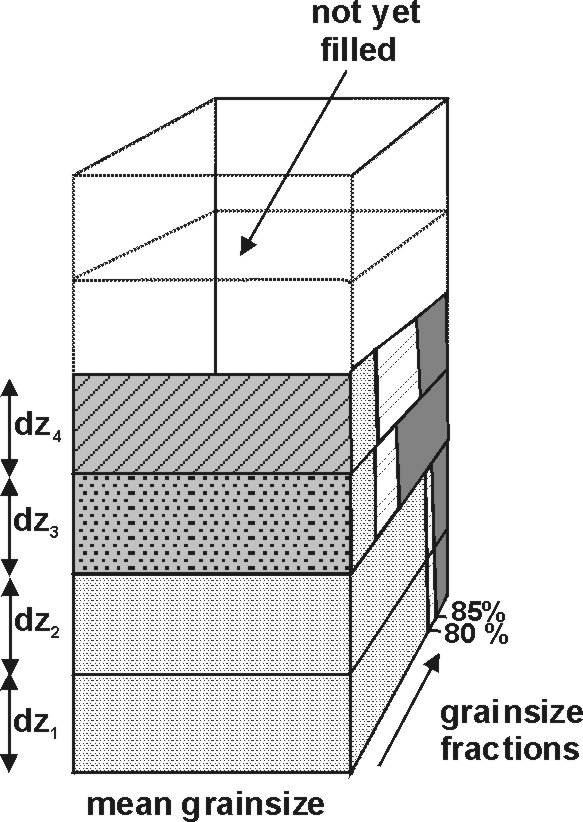 not yet
filled
dz4
dz3
dz2
dz1
85%
80 %
grainsize
fractions
mean grainsize